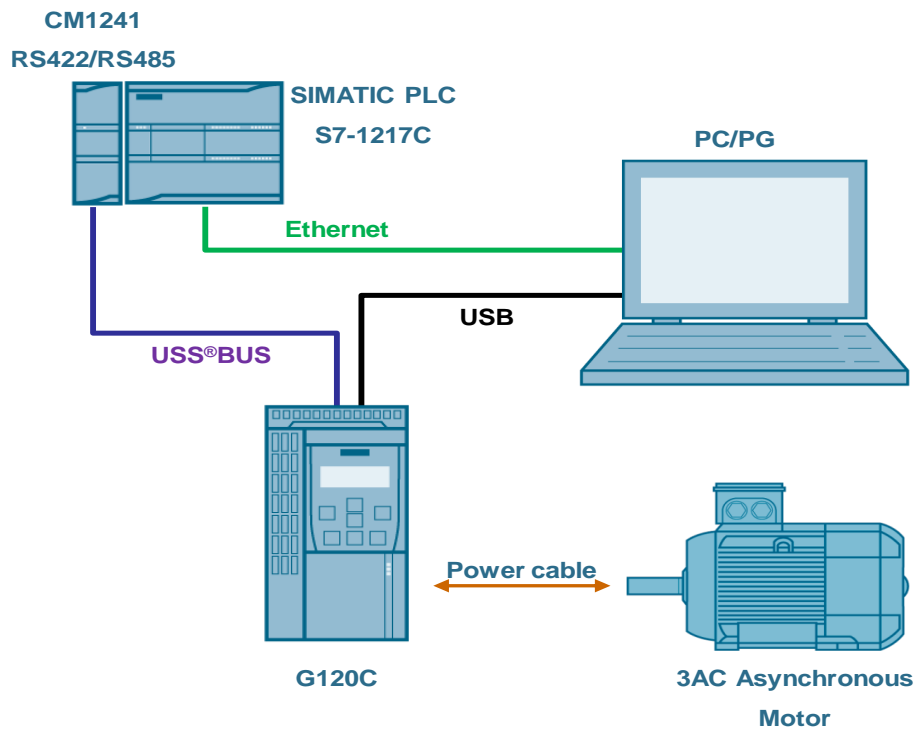 CM1241
RS422/RS485
SIMATIC PLC
S7-1217C
PC/PG
Ethernet
USB
USS®BUS
Power cable
G120C
3AC Asynchronous
Motor